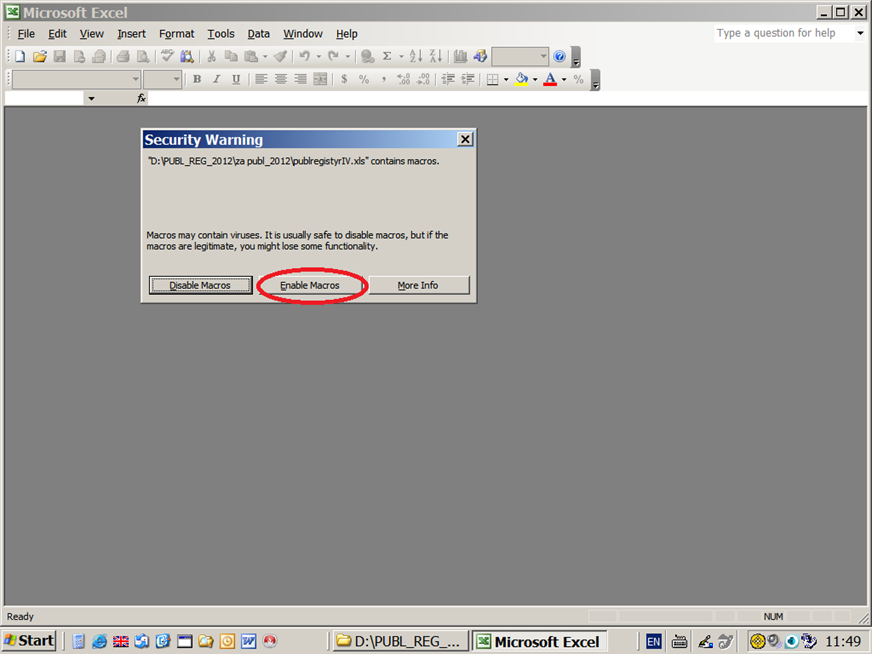 Microsoft Excel
File Edit View Insert Format Tools Data Window Help Type a question for help
B I U $ % , %
fx
Security Warning
"D:\PUBL_REG_2012\za publ_2012\publregistyrIV.xls" contains macros.
Macros may contain viruses. It is usually safe to disable macros, but if the
macros are legitimate, you might lose some functionality.
Disable Macros Enable Macros More Info
Ready NUM
Start D:\PUBL_REG_... Microsoft Excel EN 11:49